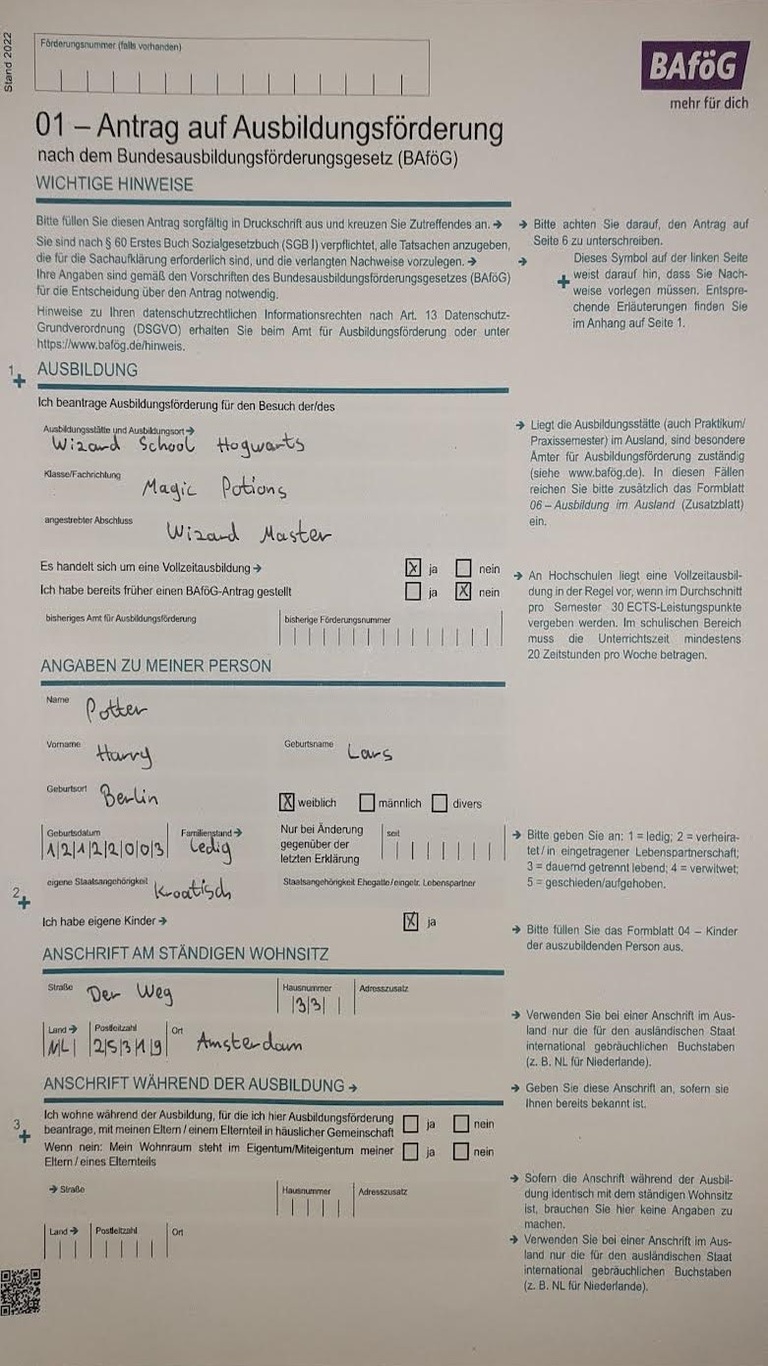 Stand 2022
Förderungsnummer (falls vorhanden)
BAföG
mehr für dich
01 – Antrag auf Ausbildungsförderung
nach dem Bundesausbildungsförderungsgesetz (BAföG)
WICHTIGE HINWEISE
Bitte füllen Sie diesen Antrag sorgfältig in Druckschrift aus und kreuzen Sie Zutreffendes an. →
Sie sind nach § 60 Erstes Buch Sozialgesetzbuch (SGB I) verpflichtet, alle Tatsachen anzugeben,
die für die Sachaufklärung erforderlich sind, und die verlangten Nachweise vorzulegen. →
Ihre Angaben sind gemäß den Vorschriften des Bundesausbildungsförderungsgesetzes (BAföG)
für die Entscheidung über den Antrag notwendig.
Hinweise zu Ihren datenschutzrechtlichen Informationsrechten nach Art. 13 Datenschutz-
Grundverordnung (DSGVO) erhalten Sie beim Amt für Ausbildungsförderung oder unter
https://www.bafög.de/hinweis.
→ Bitte achten Sie darauf, den Antrag auf
Seite 6 zu unterschreiben.
→ Dieses Symbol auf der linken Seite
+ weist darauf hin, dass Sie Nach-
weise vorlegen müssen. Entspre-
chende Erläuterungen finden Sie
im Anhang auf Seite 1.
1+ AUSBILDUNG
Ich beantrage Ausbildungsförderung für den Besuch der/des
Ausbildungsstätte und Ausbildungsort →
Wizard School Hogwarts
Klasse/Fachrichtung
Magic Potions
angestrebter Abschluss
Wizard Master
→ Liegt die Ausbildungsstätte (auch Praktikum/
Praxissemester) im Ausland, sind besondere
Ämter für Ausbildungsförderung zuständig
(siehe www.bafög.de). In diesen Fällen
reichen Sie bitte zusätzlich das Formblatt
06 – Ausbildung im Ausland (Zusatzblatt)
ein.
Es handelt sich um eine Vollzeitausbildung → X ja nein
Ich habe bereits früher einen BAföG-Antrag gestellt ja X nein
bisheriges Amt für Ausbildungsförderung bisherige Förderungsnummer
→ An Hochschulen liegt eine Vollzeitausbil-
dung in der Regel vor, wenn im Durchschnitt
pro Semester 30 ECTS-Leistungspunkte
vergeben werden. Im schulischen Bereich
muss die Unterrichtszeit mindestens
20 Zeitstunden pro Woche betragen.
ANGABEN ZU MEINER PERSON
Name Potter
Vorname Harry Geburtsname Lars
Geburtsort Berlin X weiblich männlich divers
Geburtsdatum Familienstand → Nur bei Änderung seit
12122003 Ledig gegenüber der
letzten Erklärung
→ Bitte geben Sie an: 1 = ledig; 2 = verheira-
tet / in eingetragener Lebenspartnerschaft;
3 = dauernd getrennt lebend; 4 = verwitwet;
5 = geschieden/aufgehoben.
2+ eigene Staatsangehörigkeit Kroatisch Staatsangehörigkeit Ehegatte/eingetr. Lebenspartner
Ich habe eigene Kinder → X ja
→ Bitte füllen Sie das Formblatt 04 – Kinder
der auszubildenden Person aus.
ANSCHRIFT AM STÄNDIGEN WOHNSITZ
Straße Der Weg Hausnummer 33 Adresszusatz
Land → NL Postleitzahl 25319 Ort Amsterdam
→ Verwenden Sie bei einer Anschrift im Aus-
land nur die für den ausländischen Staat
international gebräuchlichen Buchstaben
(z. B. NL für Niederlande).
ANSCHRIFT WÄHREND DER AUSBILDUNG →
→ Geben Sie diese Anschrift an, sofern sie
Ihnen bereits bekannt ist.
3+ Ich wohne während der Ausbildung, für die ich hier Ausbildungsförderung
beantrage, mit meinen Eltern / einem Elternteil in häuslicher Gemeinschaft ja nein
Wenn nein: Mein Wohnraum steht im Eigentum/Miteigentum meiner ja nein
Eltern / eines Elternteils
→ Straße Hausnummer Adresszusatz
Land → Postleitzahl Ort
→ Sofern die Anschrift während der Ausbil-
dung identisch mit dem ständigen Wohnsitz
ist, brauchen Sie hier keine Angaben zu
machen.
→ Verwenden Sie bei einer Anschrift im Aus-
land nur die für den ausländischen Staat
international gebräuchlichen Buchstaben
(z. B. NL für Niederlande).